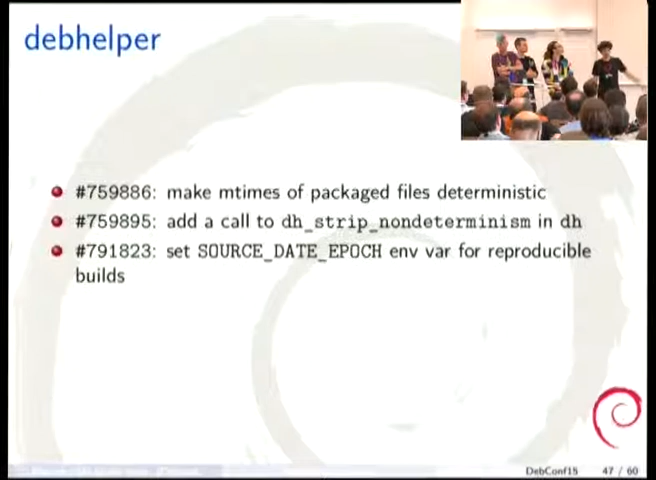 debhelper
#759886: make mtimes of packaged files deterministic
#759895: add a call to dh_strip_nondeterminism in dh
#791823: set SOURCE_DATE_EPOCH env var for reproducible
builds
DebConf15 47 / 60